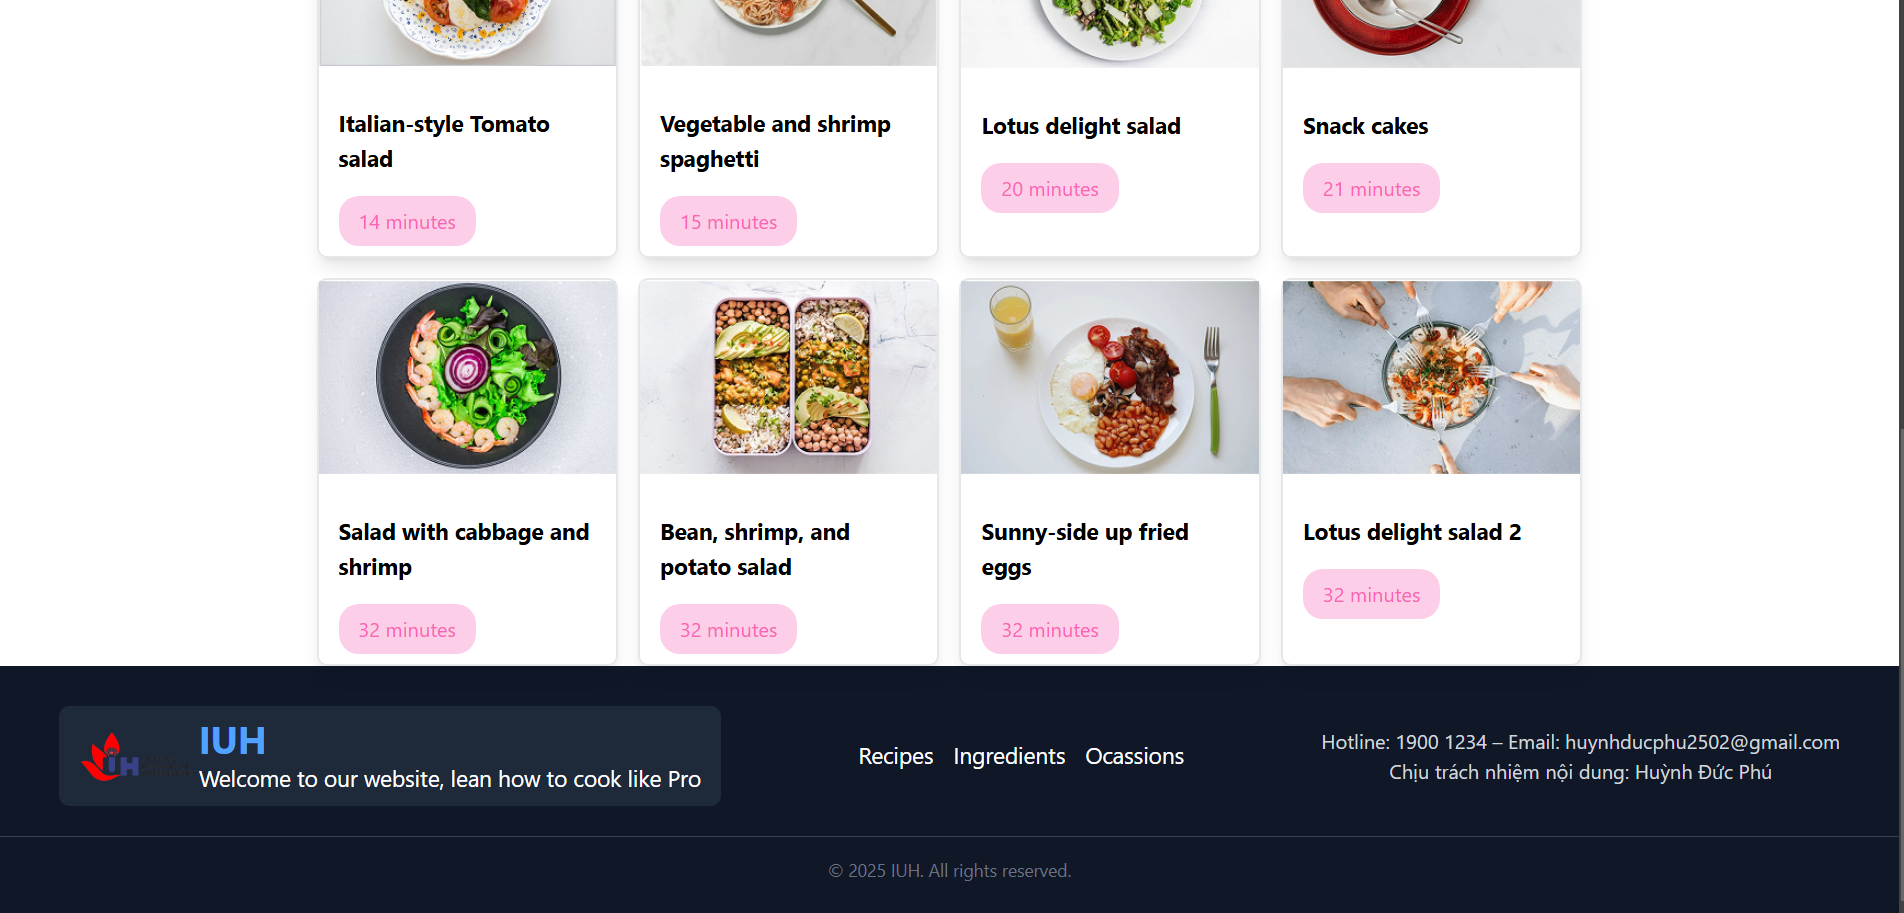 Italian-style Tomato
salad
14 minutes
Vegetable and shrimp
spaghetti
15 minutes
Lotus delight salad
20 minutes
Snack cakes
21 minutes
Salad with cabbage and
shrimp
32 minutes
Bean, shrimp, and
potato salad
32 minutes
Sunny-side up fried
eggs
32 minutes
Lotus delight salad 2
32 minutes
IUH
IUH
Welcome to our website, lean how to cook like Pro
Recipes Ingredients Ocassions
Hotline: 1900 1234 – Email: huynhducphu2502@gmail.com
Chịu trách nhiệm nội dung: Huỳnh Đức Phú
© 2025 IUH. All rights reserved.